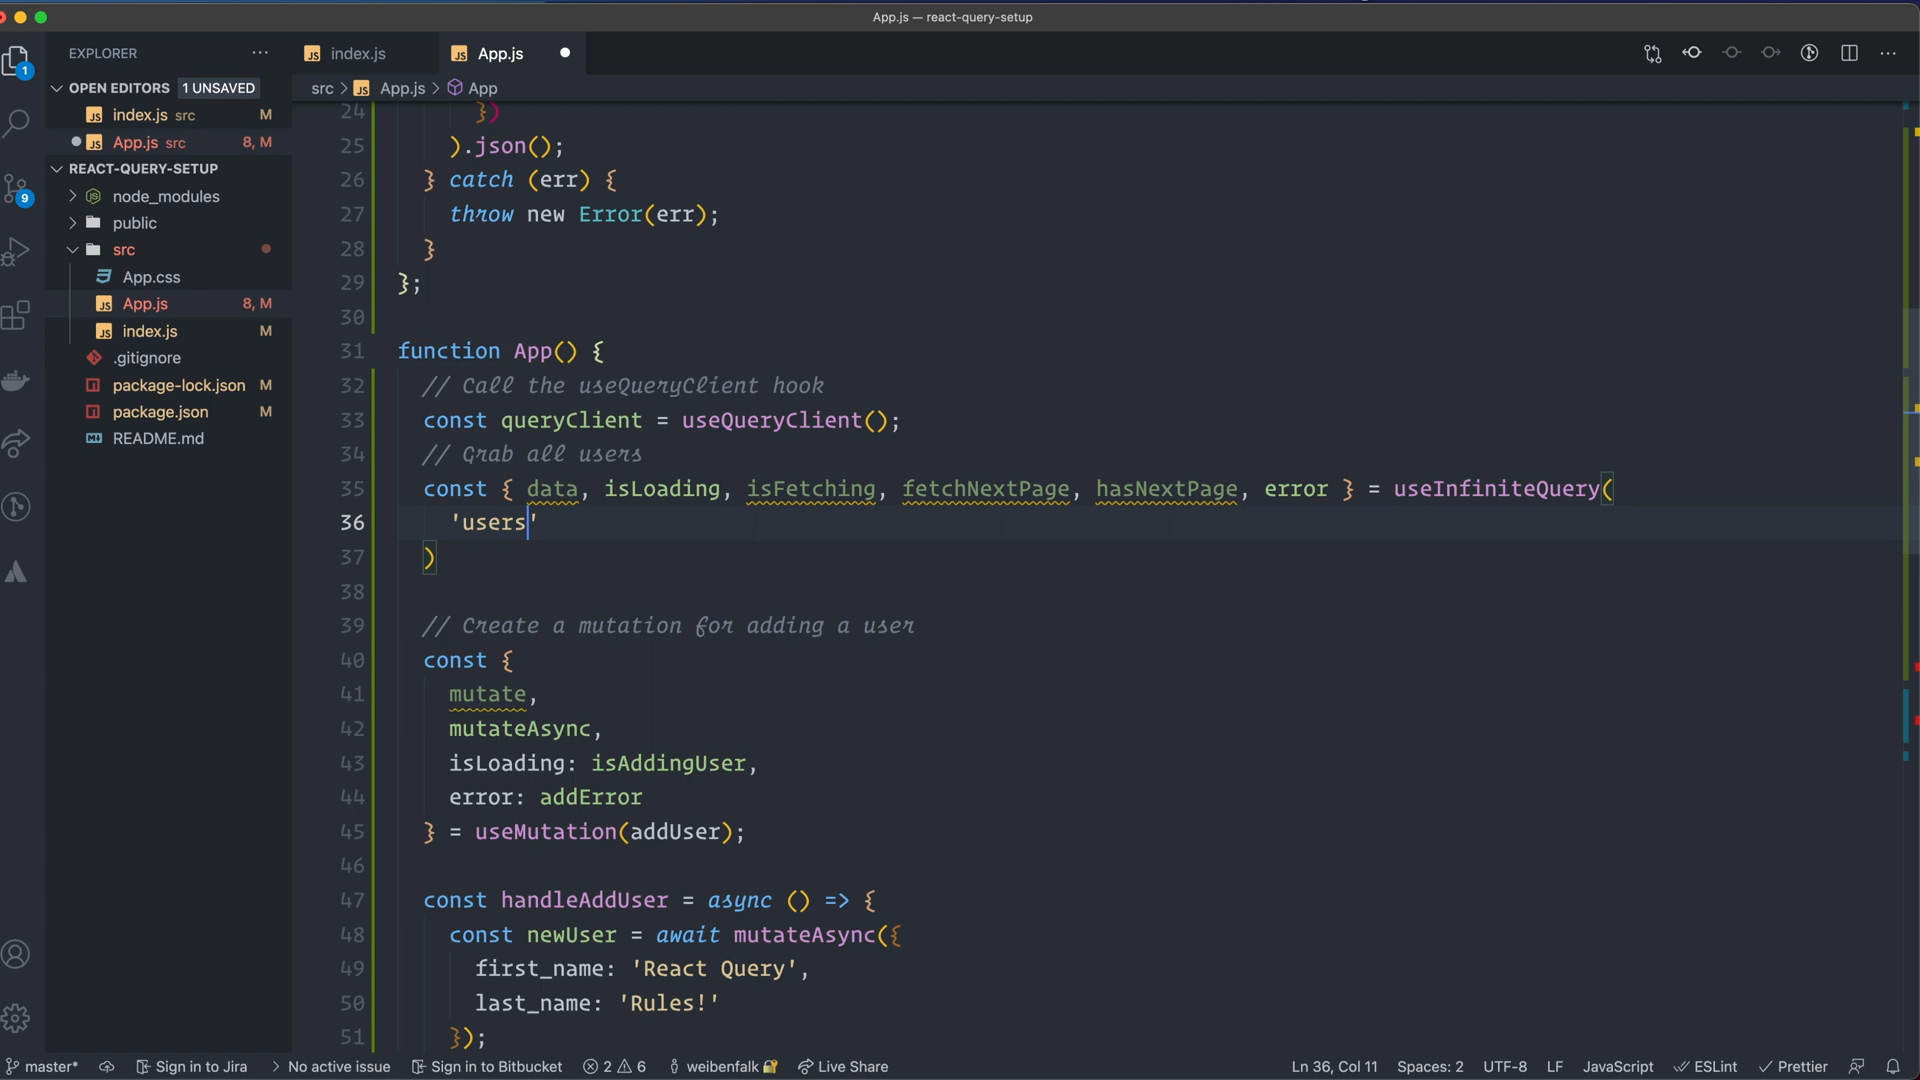 App.js — react-query-setup
EXPLORER
index.js
App.js
OPEN EDITORS 1 UNSAVED
index.js src M
App.js src 8, M
REACT-QUERY-SETUP
node_modules
public
src
App.css
App.js 8, M
index.js M
.gitignore
package-lock.json M
package.json M
README.md
1
9
src > App.js > App
24 })
25 ).json();
26 } catch (err) {
27 throw new Error(err);
28 }
29 };
30
31 function App() {
32 // Call the useQueryClient hook
33 const queryClient = useQueryClient();
34 // Grab all users
35 const { data, isLoading, isFetching, fetchNextPage, hasNextPage, error } = useInfiniteQuery(
36 'users'
37 )
38
39 // Create a mutation for adding a user
40 const {
41 mutate,
42 mutateAsync,
43 isLoading: isAddingUser,
44 error: addError
45 } = useMutation(addUser);
46
47 const handleAddUser = async () => {
48 const newUser = await mutateAsync({
49 first_name: 'React Query',
50 last_name: 'Rules!'
51 });
master* Sign in to Jira > No active issue Sign in to Bitbucket 2 6 weibenfalk Live Share Ln 36, Col 11 Spaces: 2 UTF-8 LF JavaScript ESLint Prettier